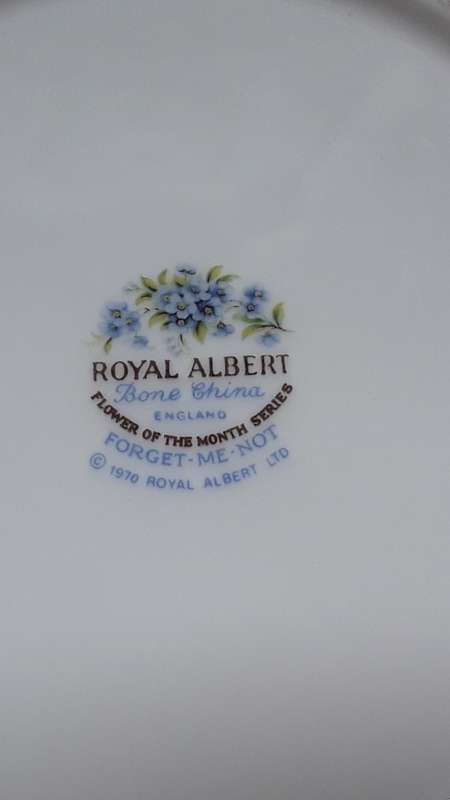 ROYAL ALBERT
Bone China
ENGLAND
FLOWER OF THE MONTH SERIES
FORGET-ME-NOT
© 1970 ROYAL ALBERT LTD